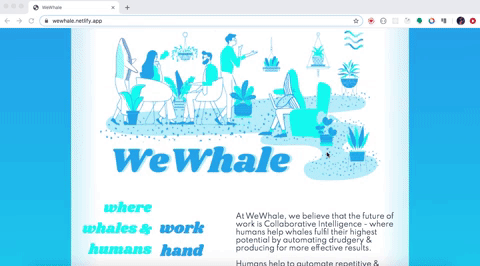 WeWhale
wewhale.netlify.app
WeWhale
where
whales & work
humans hand
At WeWhale, we believe that the future of
work is Collaborative Intelligence - where
humans help whales fulfil their highest
potential by automating drudgery &
producing for more effective results.
Humans help to automate repetitive &